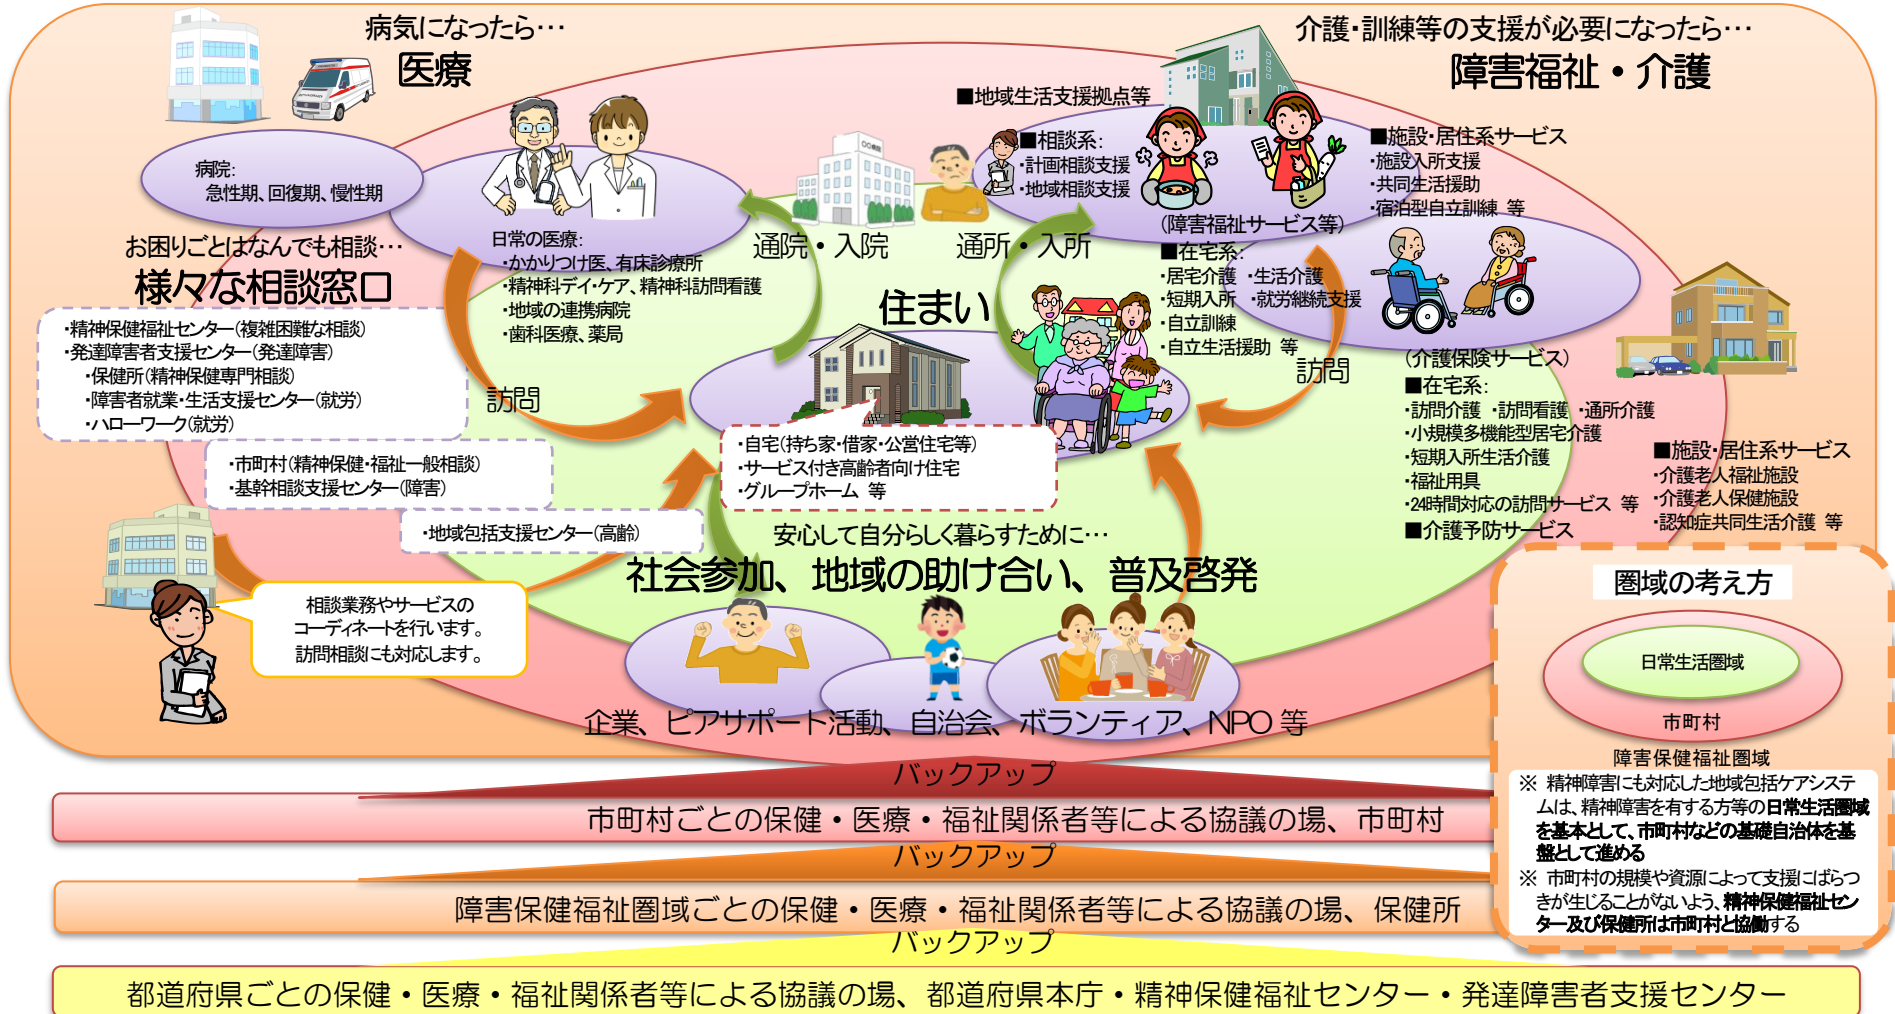 病気になったら…
医療
介護・訓練等の支援が必要になったら…
障害福祉・介護
病院:
急性期、回復期、慢性期
日常の医療:
・かかりつけ医、有床診療所
・精神科デイ・ケア、精神科訪問看護
・地域の連携病院
・歯科医療、薬局
○○病院
通院・入院
通所・入所
■地域生活支援拠点等
■相談系:
・計画相談支援
・地域相談支援
■施設・居住系サービス
・施設入所支援
・共同生活援助
・宿泊型自立訓練 等
(障害福祉サービス等)
■在宅系:
・居宅介護 ・生活介護
・短期入所 ・就労継続支援
・自立訓練
・自立生活援助 等
訪問
(介護保険サービス)
■在宅系:
・訪問介護 ・訪問看護 ・通所介護
・小規模多機能型居宅介護
・短期入所生活介護
・福祉用具
・24時間対応の訪問サービス 等
■介護予防サービス
■施設・居住系サービス
・介護老人福祉施設
・介護老人保健施設
・認知症共同生活介護 等
お困りごとはなんでも相談…
様々な相談窓口
・精神保健福祉センター(複雑困難な相談)
・発達障害者支援センター(発達障害)
・保健所(精神保健専門相談)
・障害者就業・生活支援センター(就労)
・ハローワーク(就労)
・市町村(精神保健・福祉一般相談)
・基幹相談支援センター(障害)
・地域包括支援センター(高齢)
訪問
住まい
・自宅(持ち家・借家・公営住宅等)
・サービス付き高齢者向け住宅
・グループホーム 等
相談業務やサービスの
コーディネートを行います。
訪問相談にも対応します。
安心して自分らしく暮らすために…
社会参加、地域の助け合い、普及啓発
企業、ピアサポート活動、自治会、ボランティア、NPO 等
圏域の考え方
日常生活圏域
市町村
障害保健福祉圏域
※ 精神障害にも対応した地域包括ケアシステ
ムは、精神障害を有する方等の日常生活圏域
を基本として、市町村などの基礎自治体を基
盤として進める
※ 市町村の規模や資源によって支援にばらつ
きが生じることがないよう、精神保健福祉セン
ター及び保健所は市町村と協働する
バックアップ
市町村ごとの保健・医療・福祉関係者等による協議の場、市町村
バックアップ
障害保健福祉圏域ごとの保健・医療・福祉関係者等による協議の場、保健所
バックアップ
都道府県ごとの保健・医療・福祉関係者等による協議の場、都道府県本庁・精神保健福祉センター・発達障害者支援センター